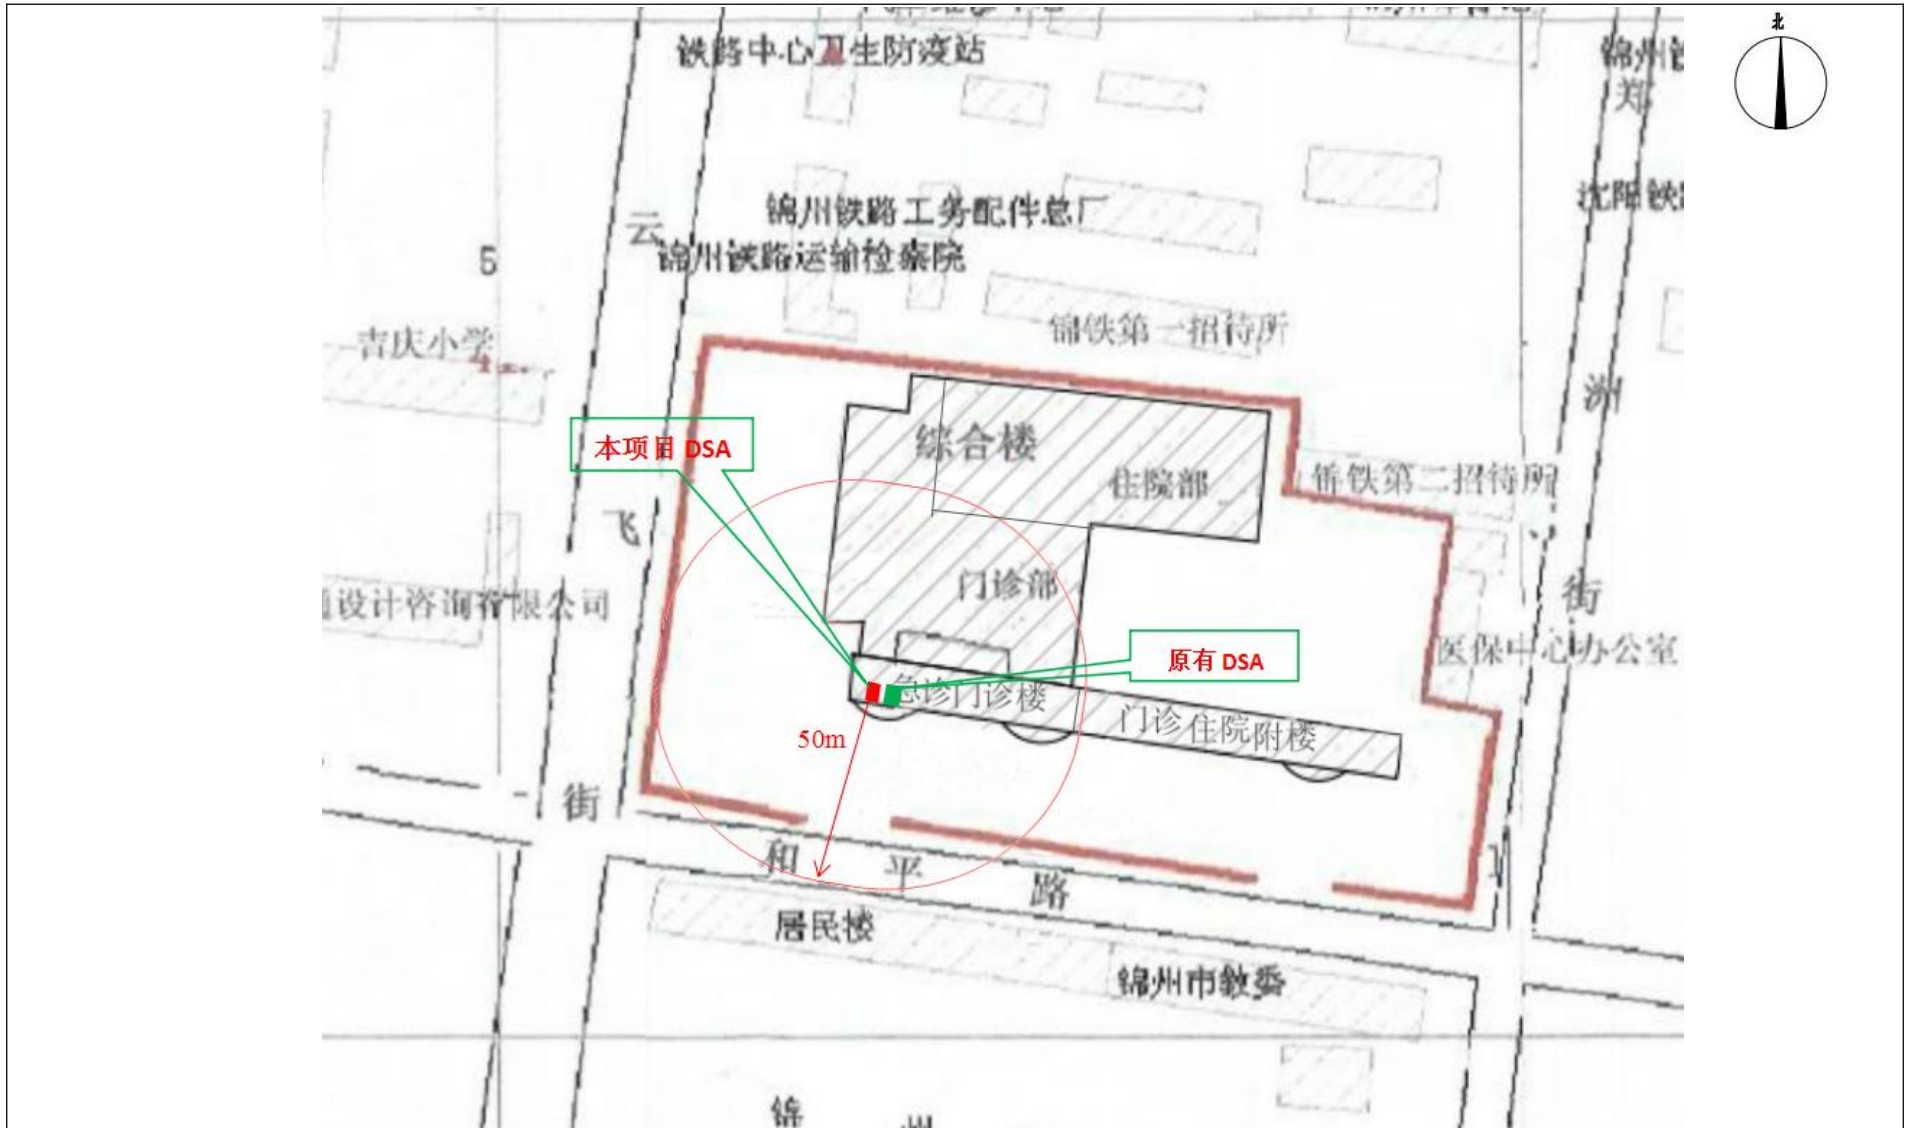 北
铁路中心卫生防疫站
锦州铁
郑
沈阳铁路
锦州铁路工务配件总厂
云
锦州铁路运输检察院
5
锦铁第一招待所
吉庆小学
洲
本项目 DSA
综合楼
住院部
锦铁第二招待所
飞
门诊部
设计咨询有限公司
街
医保中心办公室
原有 DSA
急诊门诊楼
门诊住院附楼
50m
街
和平路
居民楼
锦州市教委
锦州